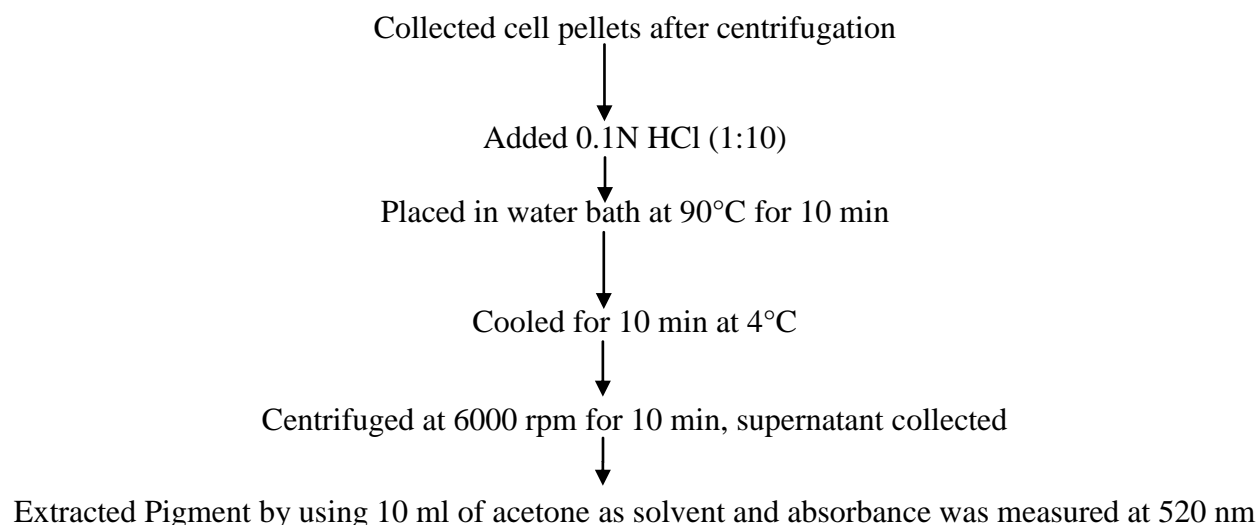 Collected cell pellets after centrifugation
Added 0.1N HCl (1:10)
Placed in water bath at 90°C for 10 min
Cooled for 10 min at 4°C
Centrifuged at 6000 rpm for 10 min, supernatant collected
Extracted Pigment by using 10 ml of acetone as solvent and absorbance was measured at 520 nm